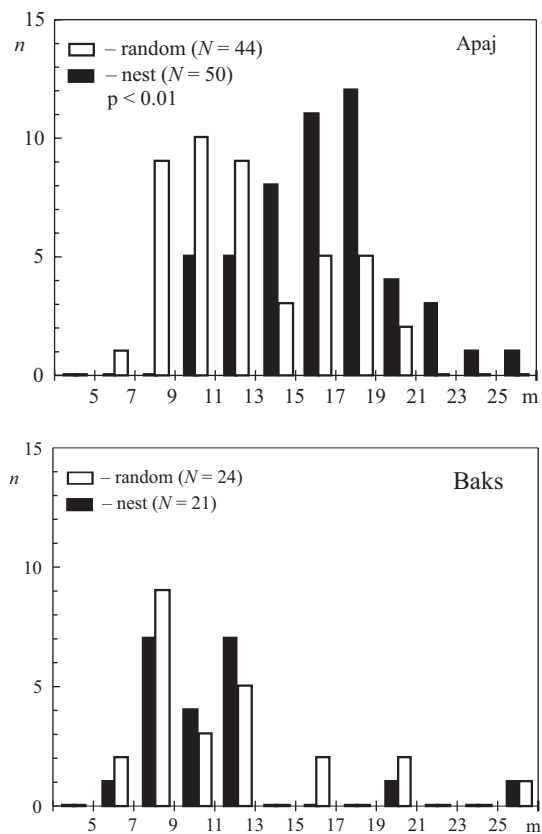 15
n
– random (N = 44)
Apaj
– nest (N = 50)
p < 0.01
10
5
0
5 7 9 11 13 15 17 19 21 23 25 m
15
n
– random (N = 24)
Baks
– nest (N = 21)
10
5
0
5 7 9 11 13 15 17 19 21 23 25 m